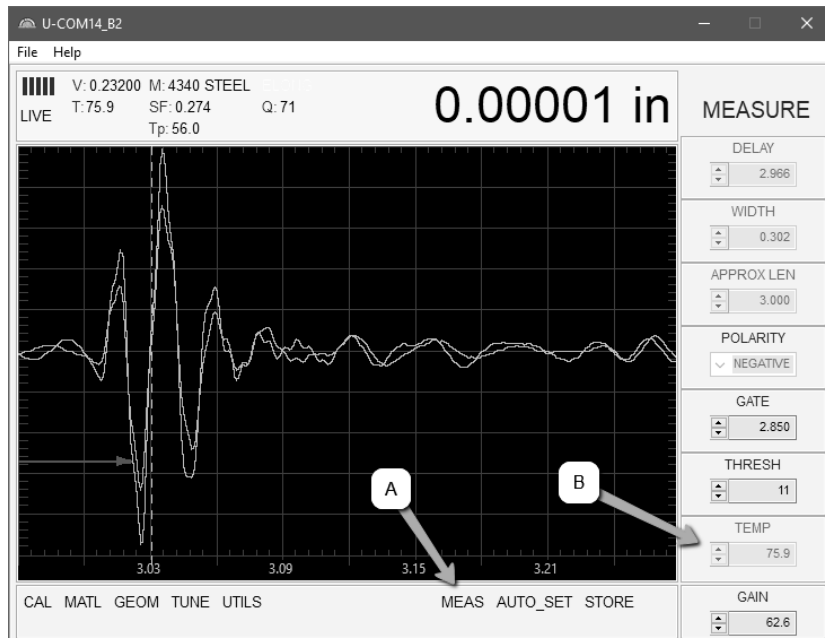 U-COM14_B2
File Help
LIVE
V: 0.23200 M: 4340 STEEL
T: 75.9 SF: 0.274 Q: 71
Tp: 56.0
0.00001 in
MEASURE
DELAY
2.966
WIDTH
0.302
APPROX LEN
3.000
POLARITY
NEGATIVE
GATE
2.850
THRESH
11
TEMP
75.9
GAIN
62.6
A
B
3.03 3.09 3.15 3.21
CAL MATL GEOM TUNE UTILS MEAS AUTO_SET STORE